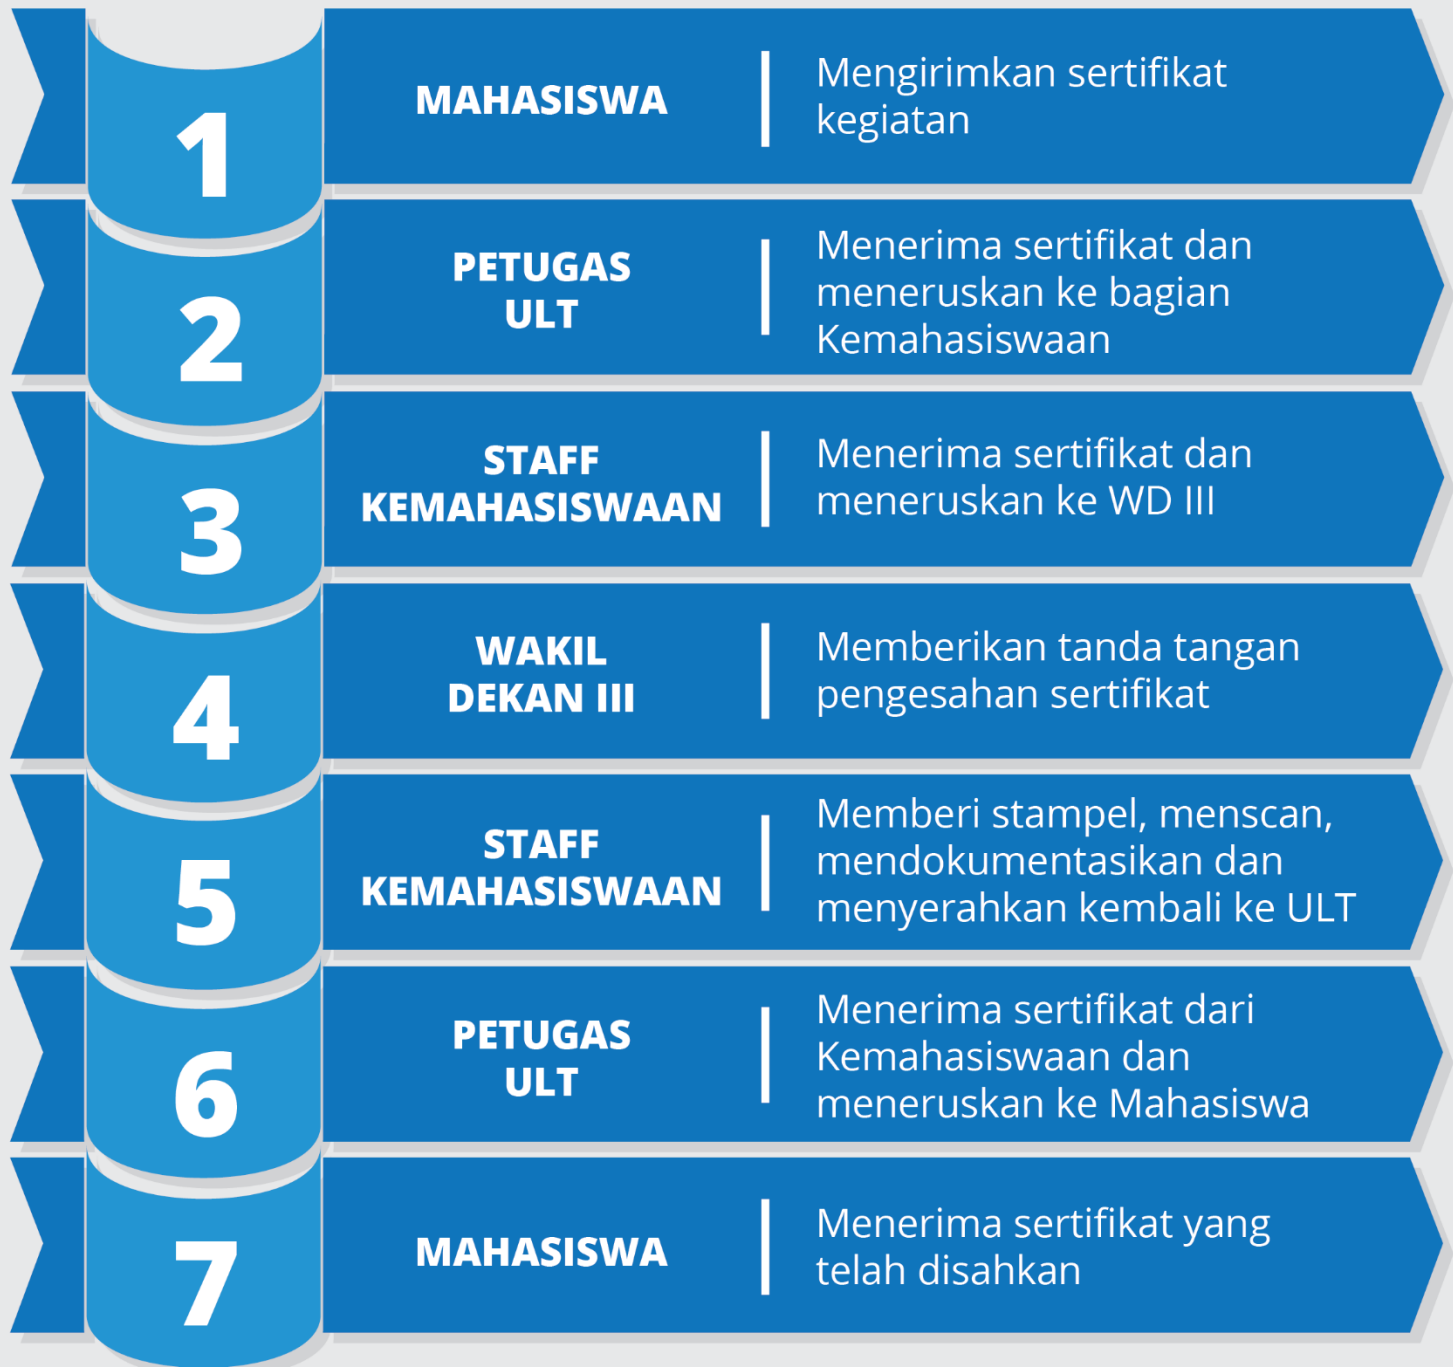 1
MAHASISWA
Mengirimkan sertifikat
kegiatan
2
PETUGAS
ULT
Menerima sertifikat dan
meneruskan ke bagian
Kemahasiswaan
3
STAFF
KEMAHASISWAAN
Menerima sertifikat dan
meneruskan ke WD III
4
WAKIL
DEKAN III
Memberikan tanda tangan
pengesahan sertifikat
5
STAFF
KEMAHASISWAAN
Memberi stampel, menscan,
mendokumentasikan dan
menyerahkan kembali ke ULT
6
PETUGAS
ULT
Menerima sertifikat dari
Kemahasiswaan dan
meneruskan ke Mahasiswa
7
MAHASISWA
Menerima sertifikat yang
telah disahkan